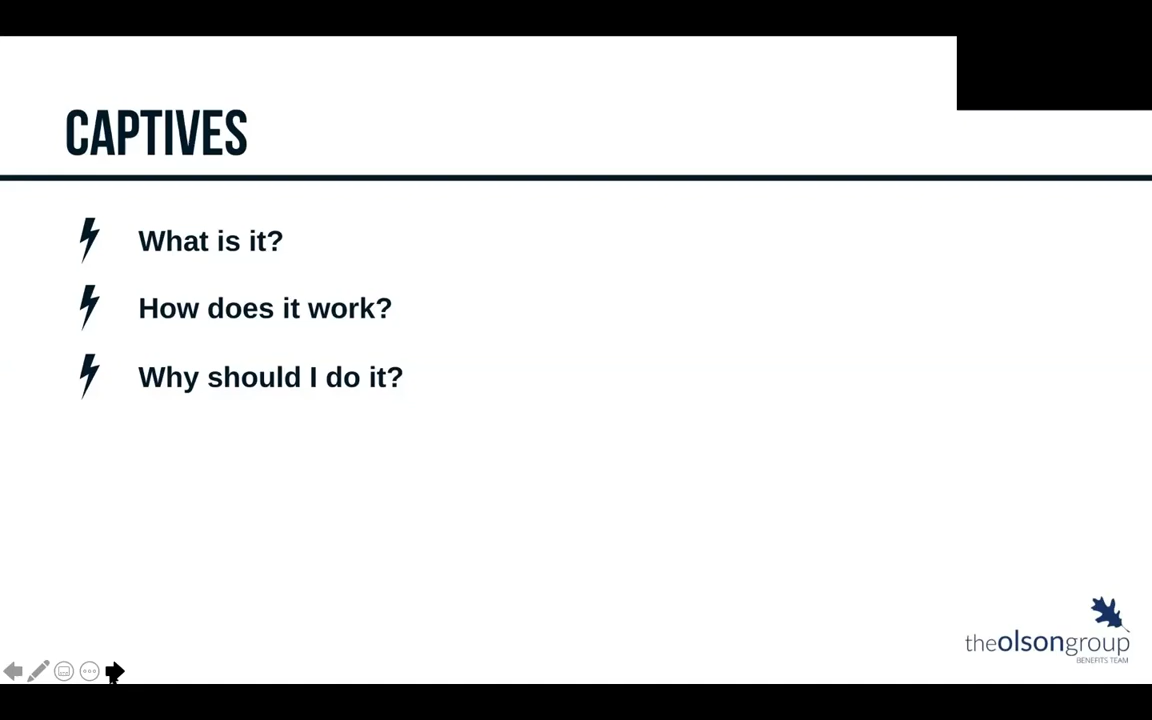 CAPTIVES
What is it?
How does it work?
Why should I do it?
theolsongroup
BENEFITS TEAM